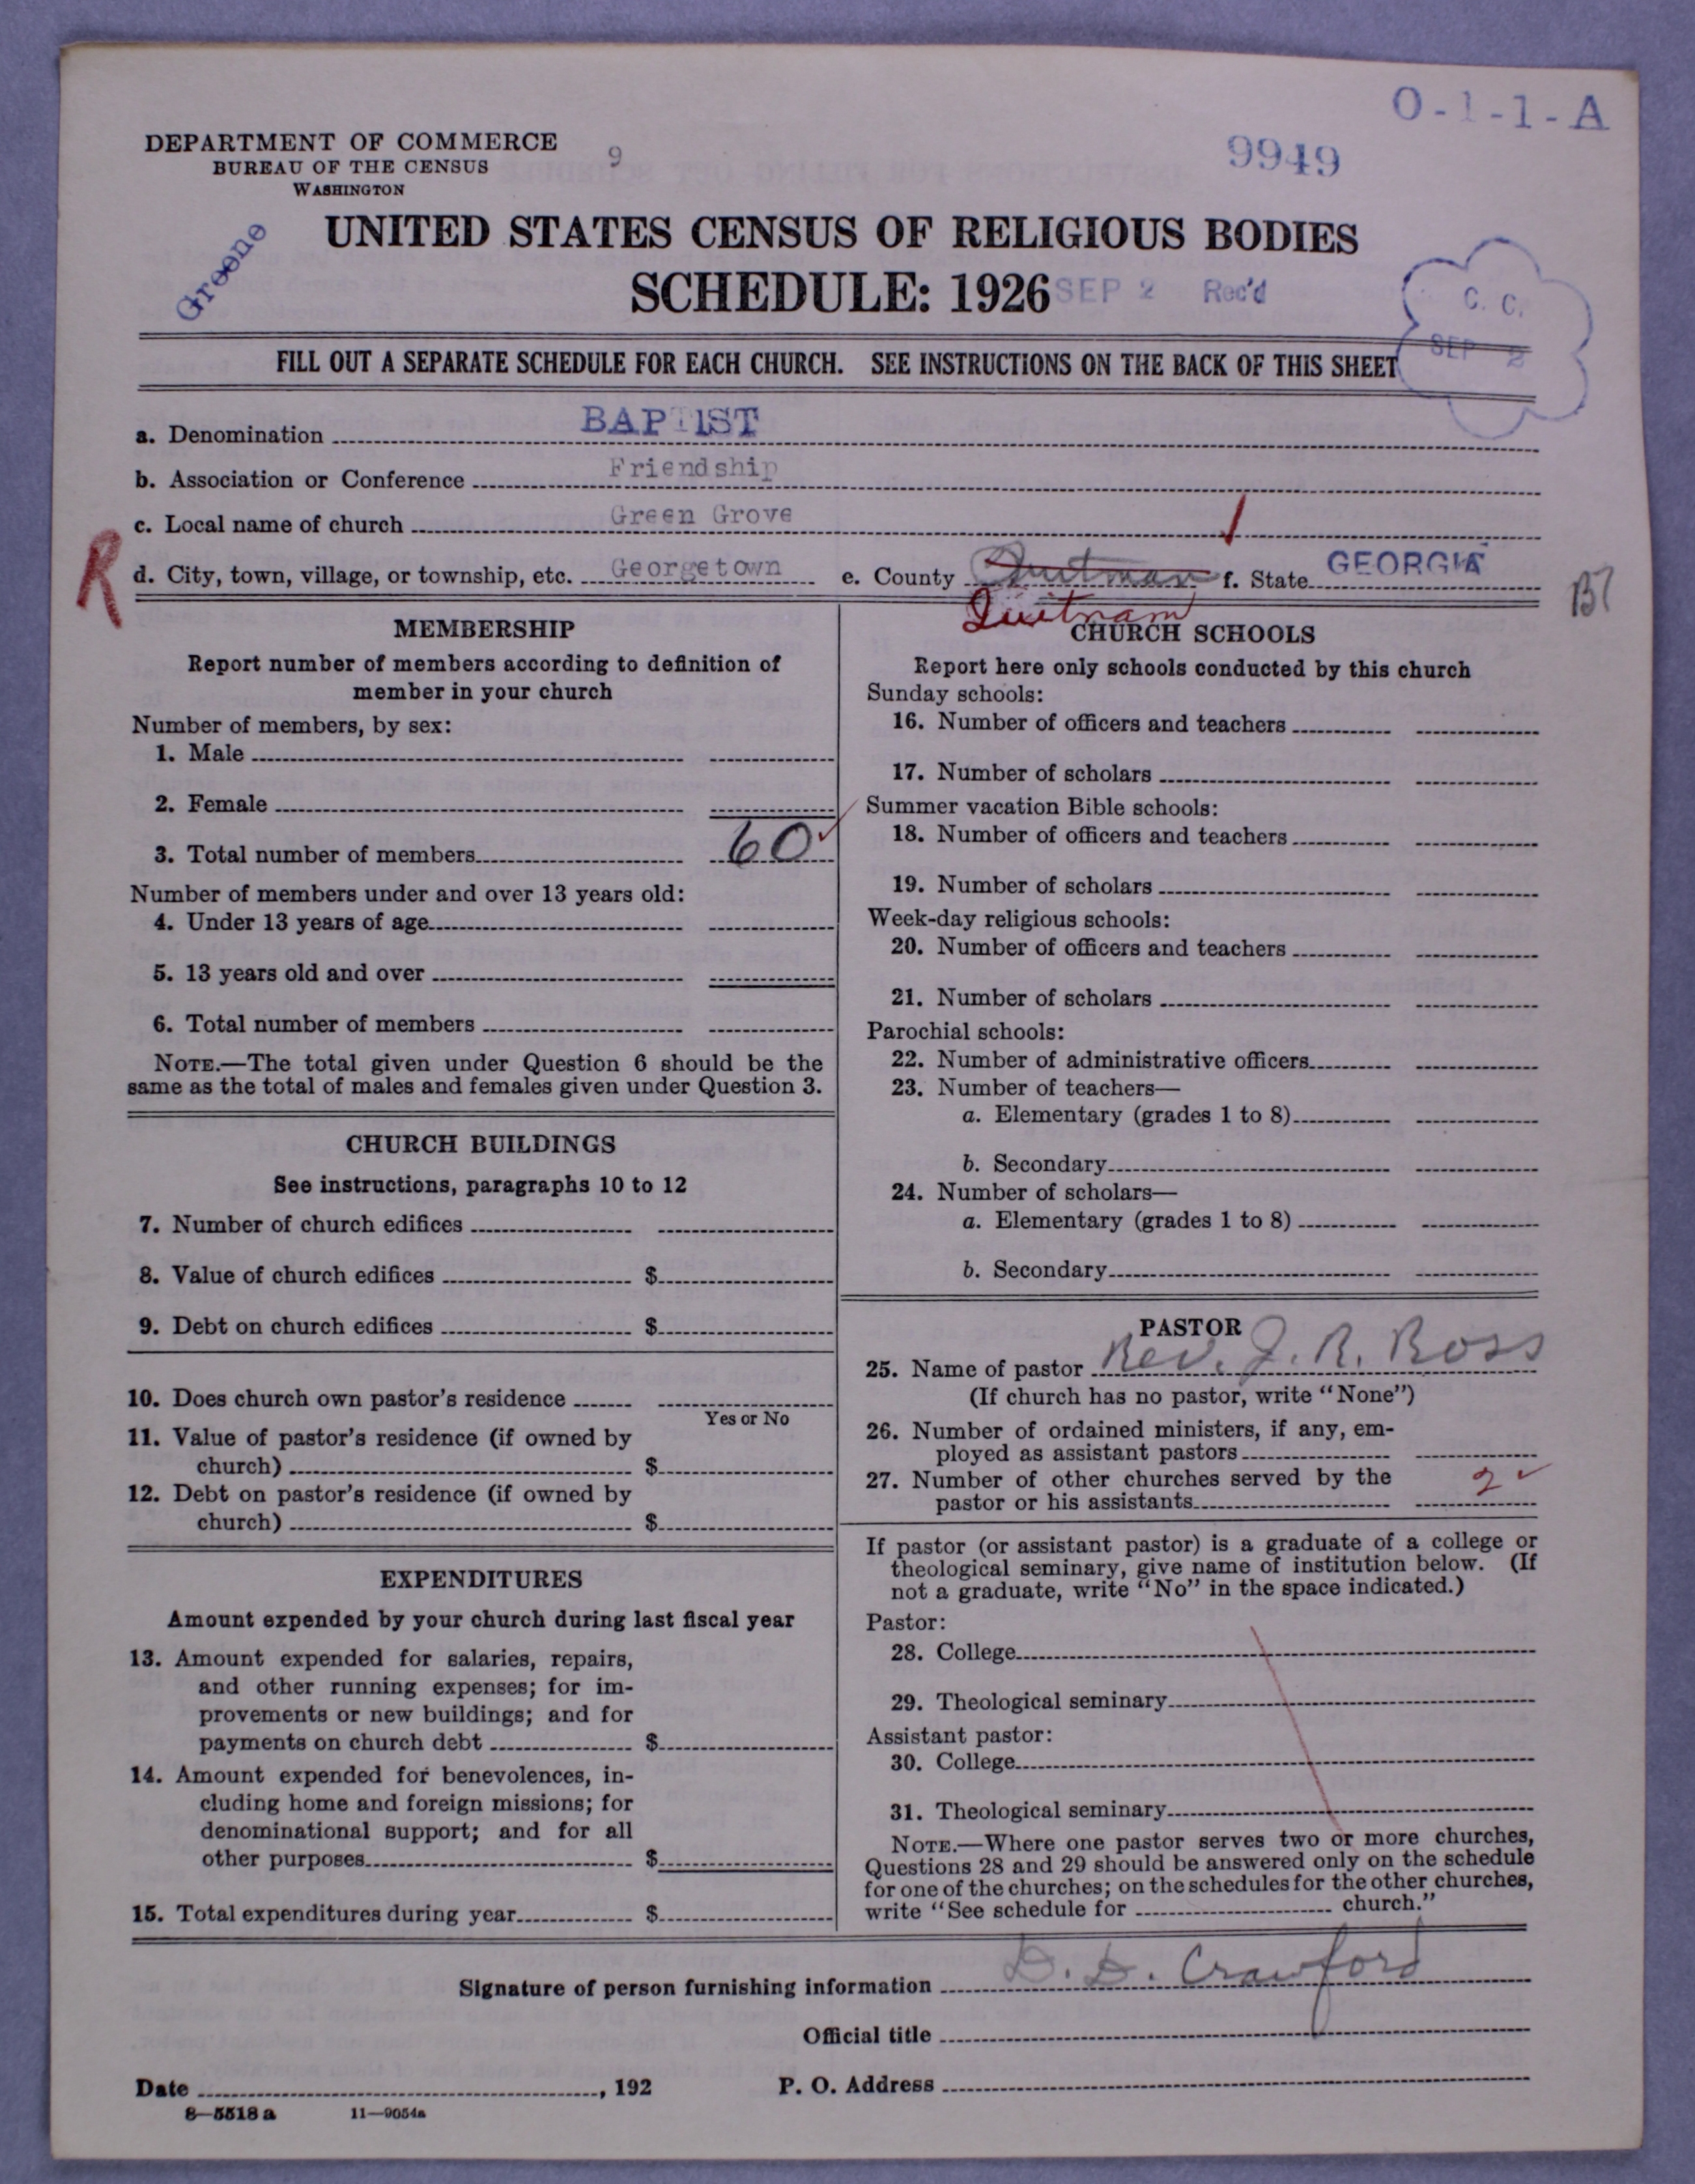 O-1-1-A
9949
DEPARTMENT OF COMMERCE
BUREAU OF THE CENSUS
WASHINGTON
9
Greene
UNITED STATES CENSUS OF RELIGIOUS BODIES
SCHEDULE: 1926
SEP 2 Rec'd
C. C.
SEP 2
FILL OUT A SEPARATE SCHEDULE FOR EACH CHURCH. SEE INSTRUCTIONS ON THE BACK OF THIS SHEET
a. Denomination BAPTIST
b. Association or Conference Friendship
c. Local name of church Green Grove
R
d. City, town, village, or township, etc. Georgetown e. County Quitman f. State GEORGIA
Quitnam
MEMBERSHIP
Report number of members according to definition of
member in your church
Number of members, by sex:
1. Male
2. Female
3. Total number of members 60
Number of members under and over 13 years old:
4. Under 13 years of age
5. 13 years old and over
6. Total number of members
NOTE.—The total given under Question 6 should be the
same as the total of males and females given under Question 3.
CHURCH BUILDINGS
See instructions, paragraphs 10 to 12
7. Number of church edifices
8. Value of church edifices $
9. Debt on church edifices $
10. Does church own pastor's residence
Yes or No
11. Value of pastor's residence (if owned by
church) $
12. Debt on pastor's residence (if owned by
church) $
EXPENDITURES
Amount expended by your church during last fiscal year
13. Amount expended for salaries, repairs,
and other running expenses; for im-
provements or new buildings; and for
payments on church debt $
14. Amount expended for benevolences, in-
cluding home and foreign missions; for
denominational support; and for all
other purposes $
15. Total expenditures during year $
CHURCH SCHOOLS
Report here only schools conducted by this church
Sunday schools:
16. Number of officers and teachers
17. Number of scholars
Summer vacation Bible schools:
18. Number of officers and teachers
19. Number of scholars
Week-day religious schools:
20. Number of officers and teachers
21. Number of scholars
Parochial schools:
22. Number of administrative officers
23. Number of teachers—
a. Elementary (grades 1 to 8)
b. Secondary
24. Number of scholars—
a. Elementary (grades 1 to 8)
b. Secondary
PASTOR
25. Name of pastor Rev. J. R. Ross
(If church has no pastor, write "None")
26. Number of ordained ministers, if any, em-
ployed as assistant pastors
27. Number of other churches served by the
pastor or his assistants 2
If pastor (or assistant pastor) is a graduate of a college or
theological seminary, give name of institution below. (If
not a graduate, write "No" in the space indicated.)
Pastor:
28. College
29. Theological seminary
Assistant pastor:
30. College
31. Theological seminary
NOTE.—Where one pastor serves two or more churches,
Questions 28 and 29 should be answered only on the schedule
for one of the churches; on the schedules for the other churches,
write "See schedule for church."
Signature of person furnishing information D. D. Crawford
Official title
Date , 192
P. O. Address
8—5518 a 11—9054a